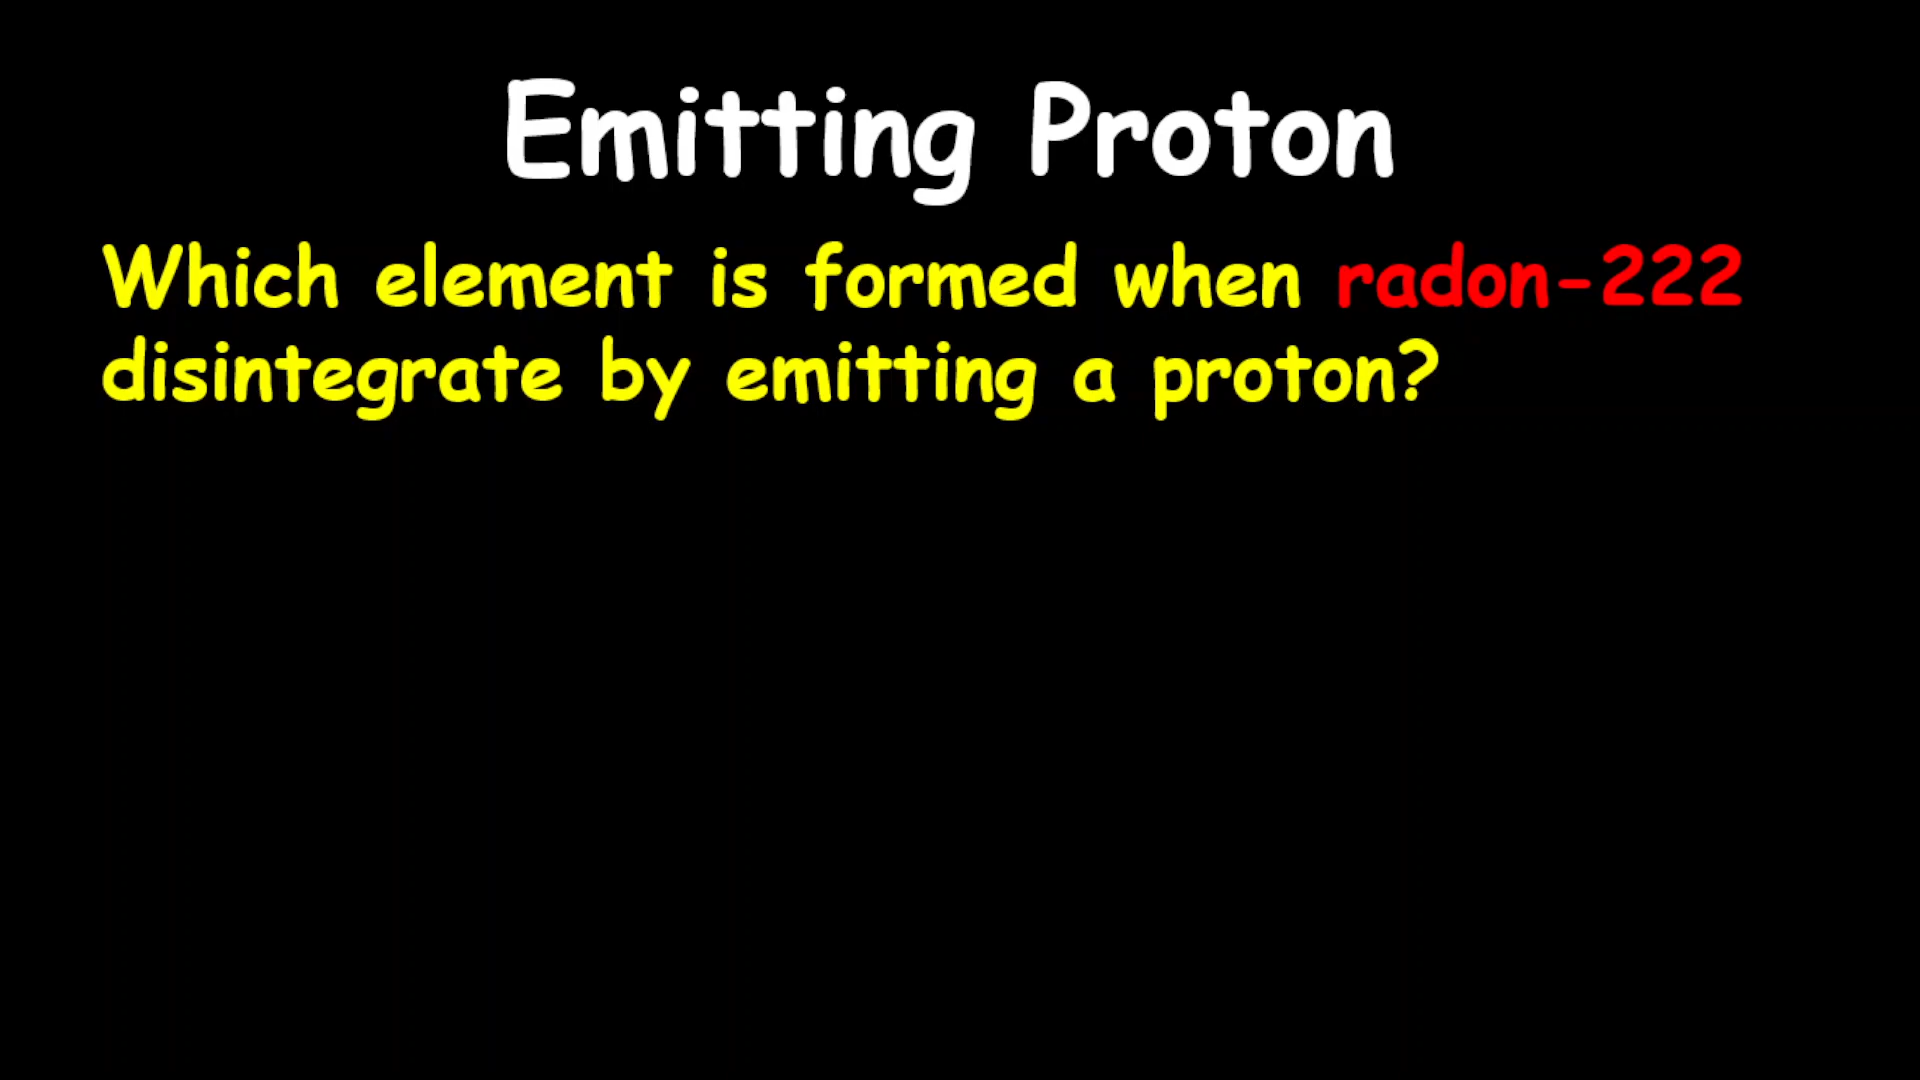 Emitting Proton
Which element is formed when radon-222
disintegrate by emitting a proton?